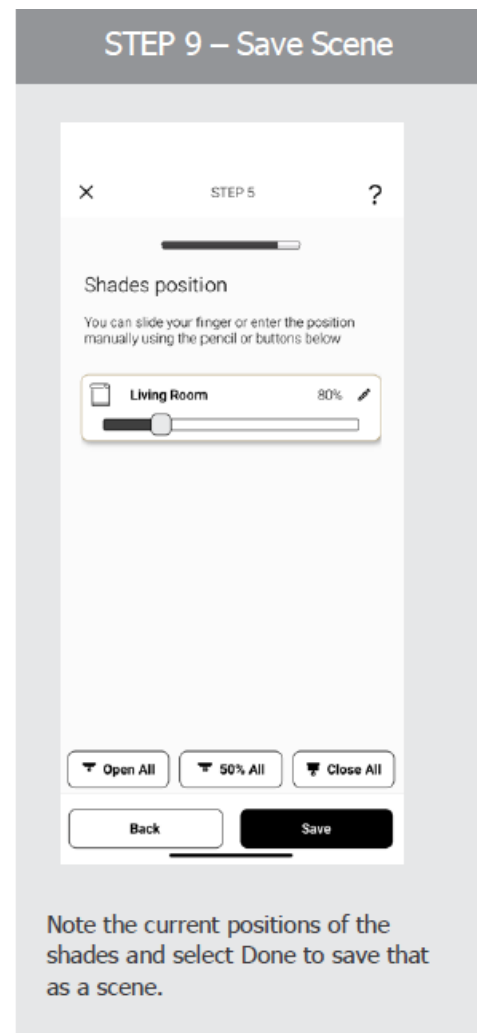 STEP 9 – Save Scene
STEP 5
?
Shades position
You can slide your finger or enter the position
manually using the pencil or buttons below
Living Room 80%
Open All 50% All Close All
Back Save
Note the current positions of the
shades and select Done to save that
as a scene.